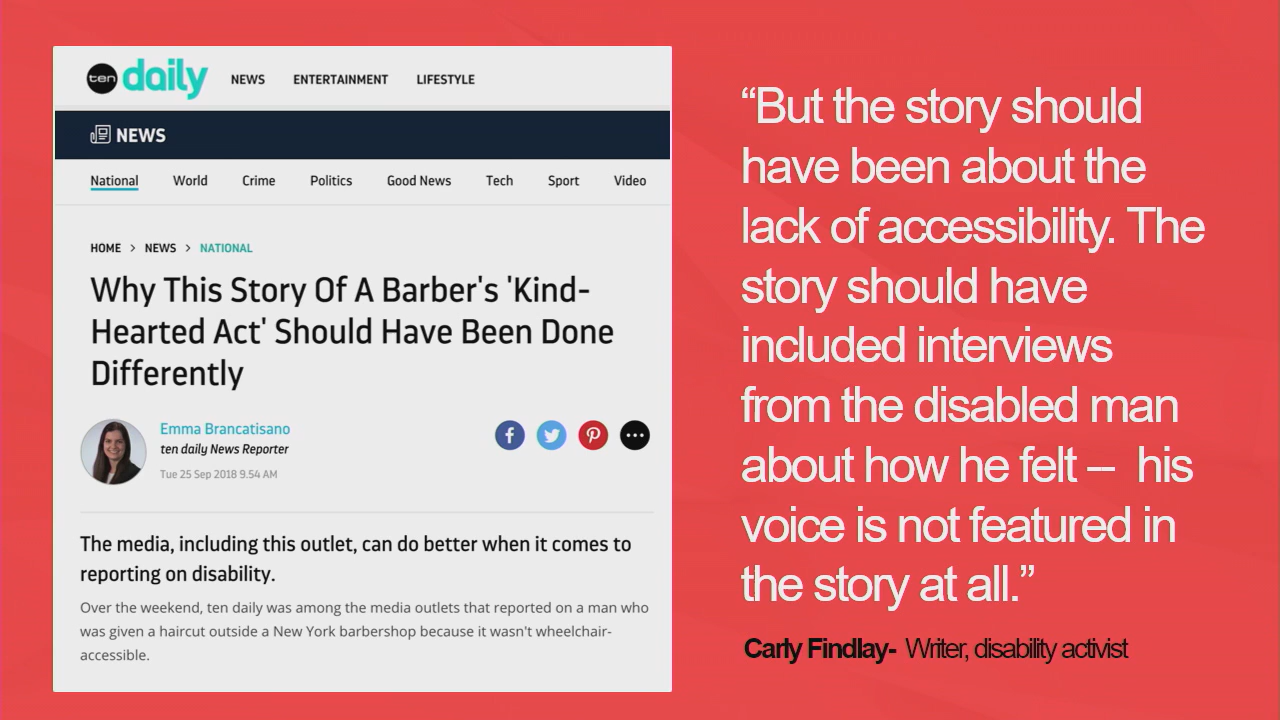 ten daily NEWS ENTERTAINMENT LIFESTYLE
NEWS
National World Crime Politics Good News Tech Sport Video
HOME > NEWS > NATIONAL
Why This Story Of A Barber's 'Kind-
Hearted Act' Should Have Been Done
Differently
Emma Brancatisano
ten daily News Reporter
Tue 25 Sep 2018 9.54 AM
The media, including this outlet, can do better when it comes to
reporting on disability.
Over the weekend, ten daily was among the media outlets that reported on a man who
was given a haircut outside a New York barbershop because it wasn't wheelchair-
accessible.
“But the story should
have been about the
lack of accessibility. The
story should have
included interviews
from the disabled man
about how he felt -- his
voice is not featured in
the story at all.”
Carly Findlay- Writer, disability activist